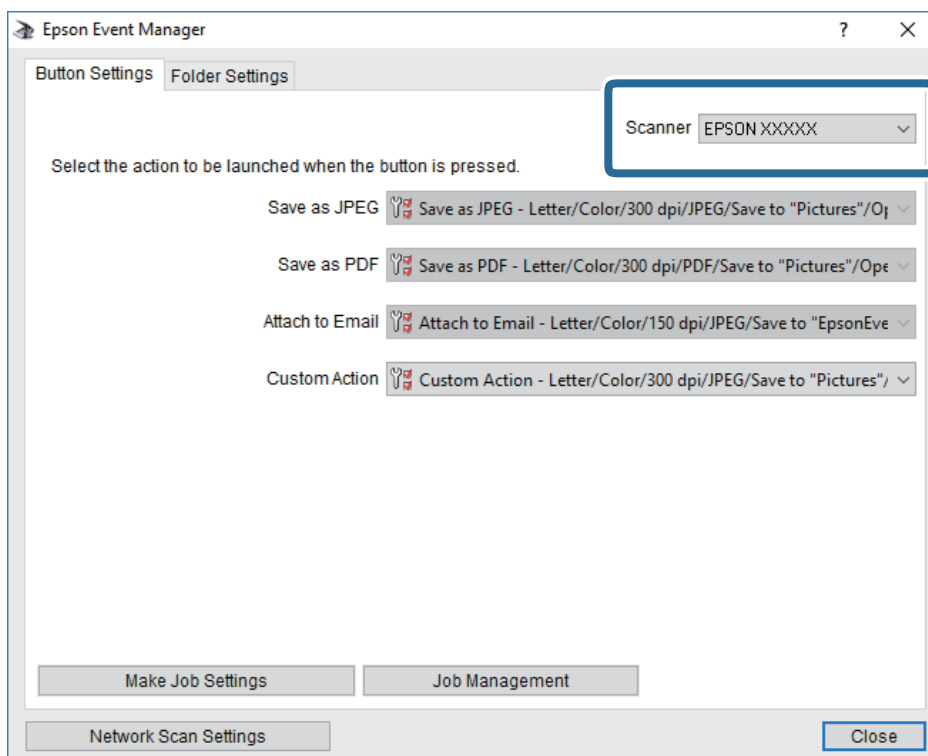 Epson Event Manager
Button Settings Folder Settings
Scanner EPSON XXXXX
Select the action to be launched when the button is pressed.
Save as JPEG Save as JPEG - Letter/Color/300 dpi/JPEG/Save to "Pictures"/Op
Save as PDF Save as PDF - Letter/Color/300 dpi/PDF/Save to "Pictures"/Ope
Attach to Email Attach to Email - Letter/Color/150 dpi/JPEG/Save to "EpsonEve
Custom Action Custom Action - Letter/Color/300 dpi/JPEG/Save to "Pictures"/
Make Job Settings Job Management
Network Scan Settings Close